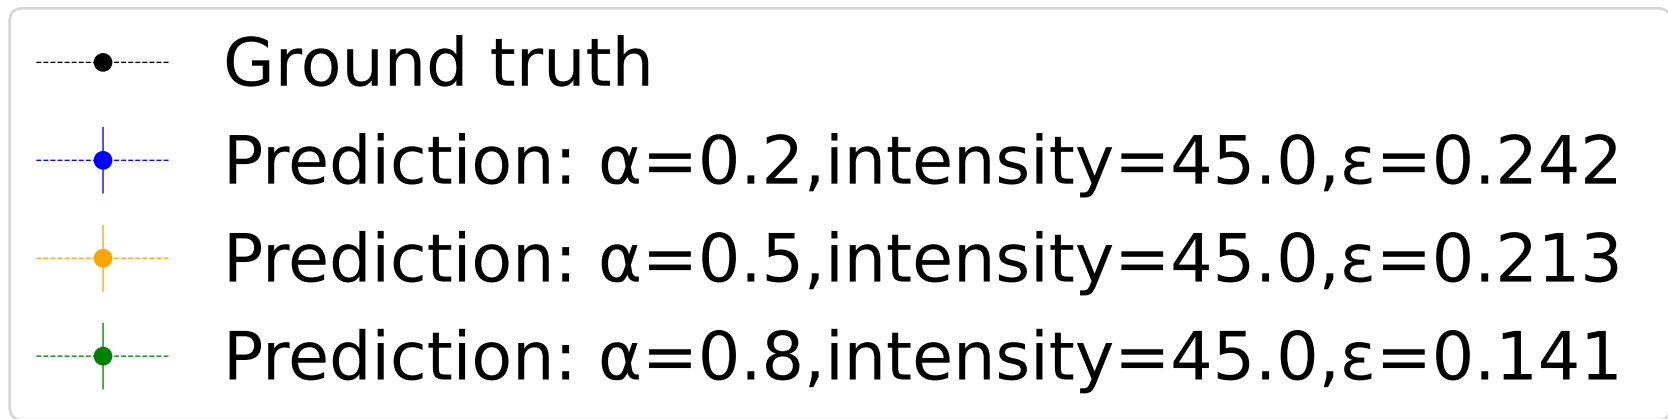 Ground truth
Prediction: α=0.2,intensity=45.0,ε=0.242
Prediction: α=0.5,intensity=45.0,ε=0.213
Prediction: α=0.8,intensity=45.0,ε=0.141